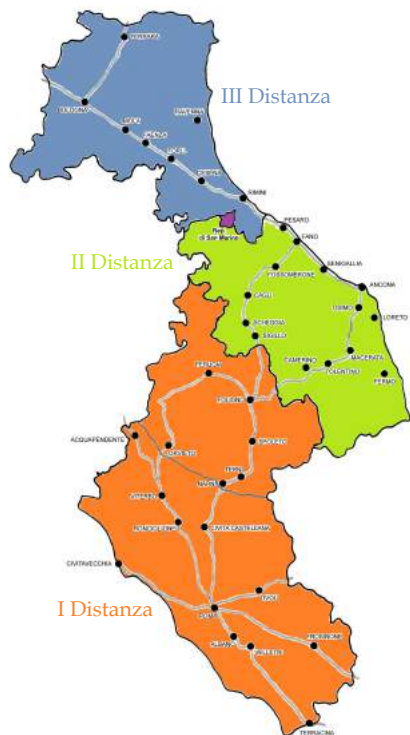 FERRARA
III Distanza
BOLOGNA
IMOLA
RAVENNA
FAENZA
FORLI
CESENA
RIMINI
PESARO
Rep.
di San Marino
FANO
II Distanza
FOSSOMBRONE
SENIGALLIA
ANCONA
CAGLI
OSIMO
LORETO
SCHEGGIA
SIGILLO
MACERATA
CAMERINO
TOLENTINO
FERMO
PERUGIA
FOLIGNO
ACQUAPENDENTE
ORVIETO
SPOLETO
TERNI
NARNI
VITERBO
RONCIGLIONE
CIVITA CASTELLANA
CIVITAVECCHIA
TIVOLI
I Distanza
ROMA
ALBANO
VELLETRI
FROSINONE
TERRACINA